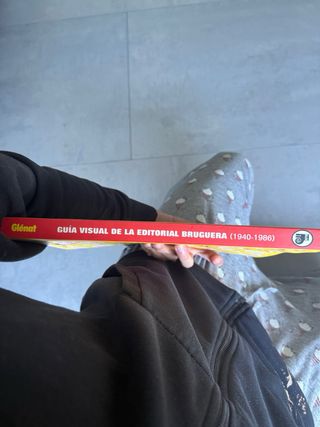 Glénat GUÍA VISUAL DE LA EDITORIAL BRUGUERA (1940-1986)